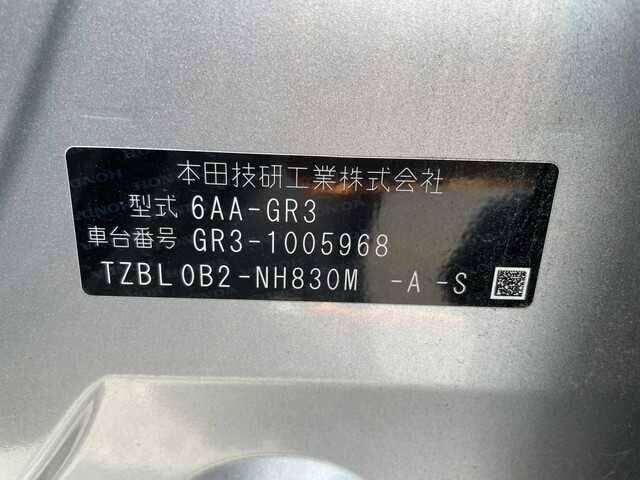 本田技研工業株式会社
型式 6AA-GR3
車台番号 GR3-1005968
TZBL0B2-NH830M -A-S